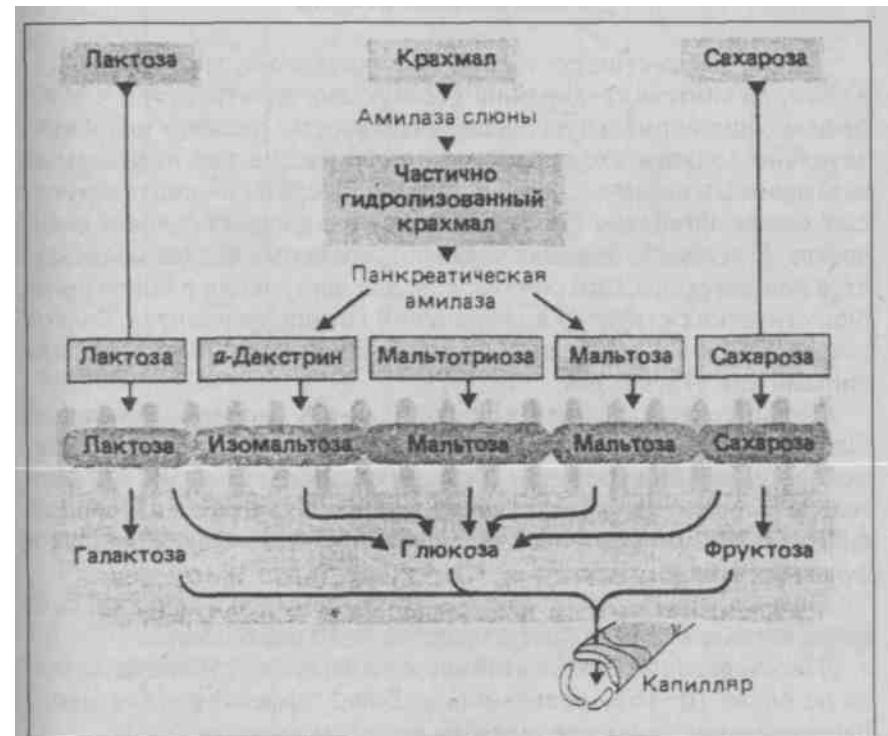 Лактоза Крахмал Сахароза
Амилаза слюны
Частично
гидролизованный
крахмал
Панкреатическая
амилаза
Лактоза α-Декстрин Мальтотриоза Мальтоза Сахароза
Лактоза Изомальтоза Мальтоза Мальтоза Сахароза
Галактоза Глюкоза Фруктоза
Капилляр